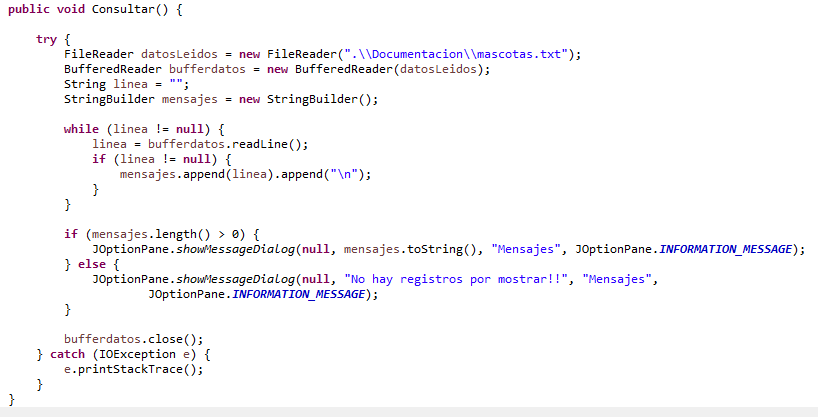 public void Consultar() {
try {
FileReader datosLeidos = new FileReader(".\\Documentacion\\mascotas.txt");
BufferedReader bufferdatos = new BufferedReader(datosLeidos);
String linea = "";
StringBuilder mensajes = new StringBuilder();
while (linea != null) {
linea = bufferdatos.readLine();
if (linea != null) {
mensajes.append(linea).append("\n");
}
}
if (mensajes.length() > 0) {
JOptionPane.showMessageDialog(null, mensajes.toString(), "Mensajes", JOptionPane.INFORMATION_MESSAGE);
} else {
JOptionPane.showMessageDialog(null, "No hay registros por mostrar!!", "Mensajes",
JOptionPane.INFORMATION_MESSAGE);
}
bufferdatos.close();
} catch (IOException e) {
e.printStackTrace();
}
}